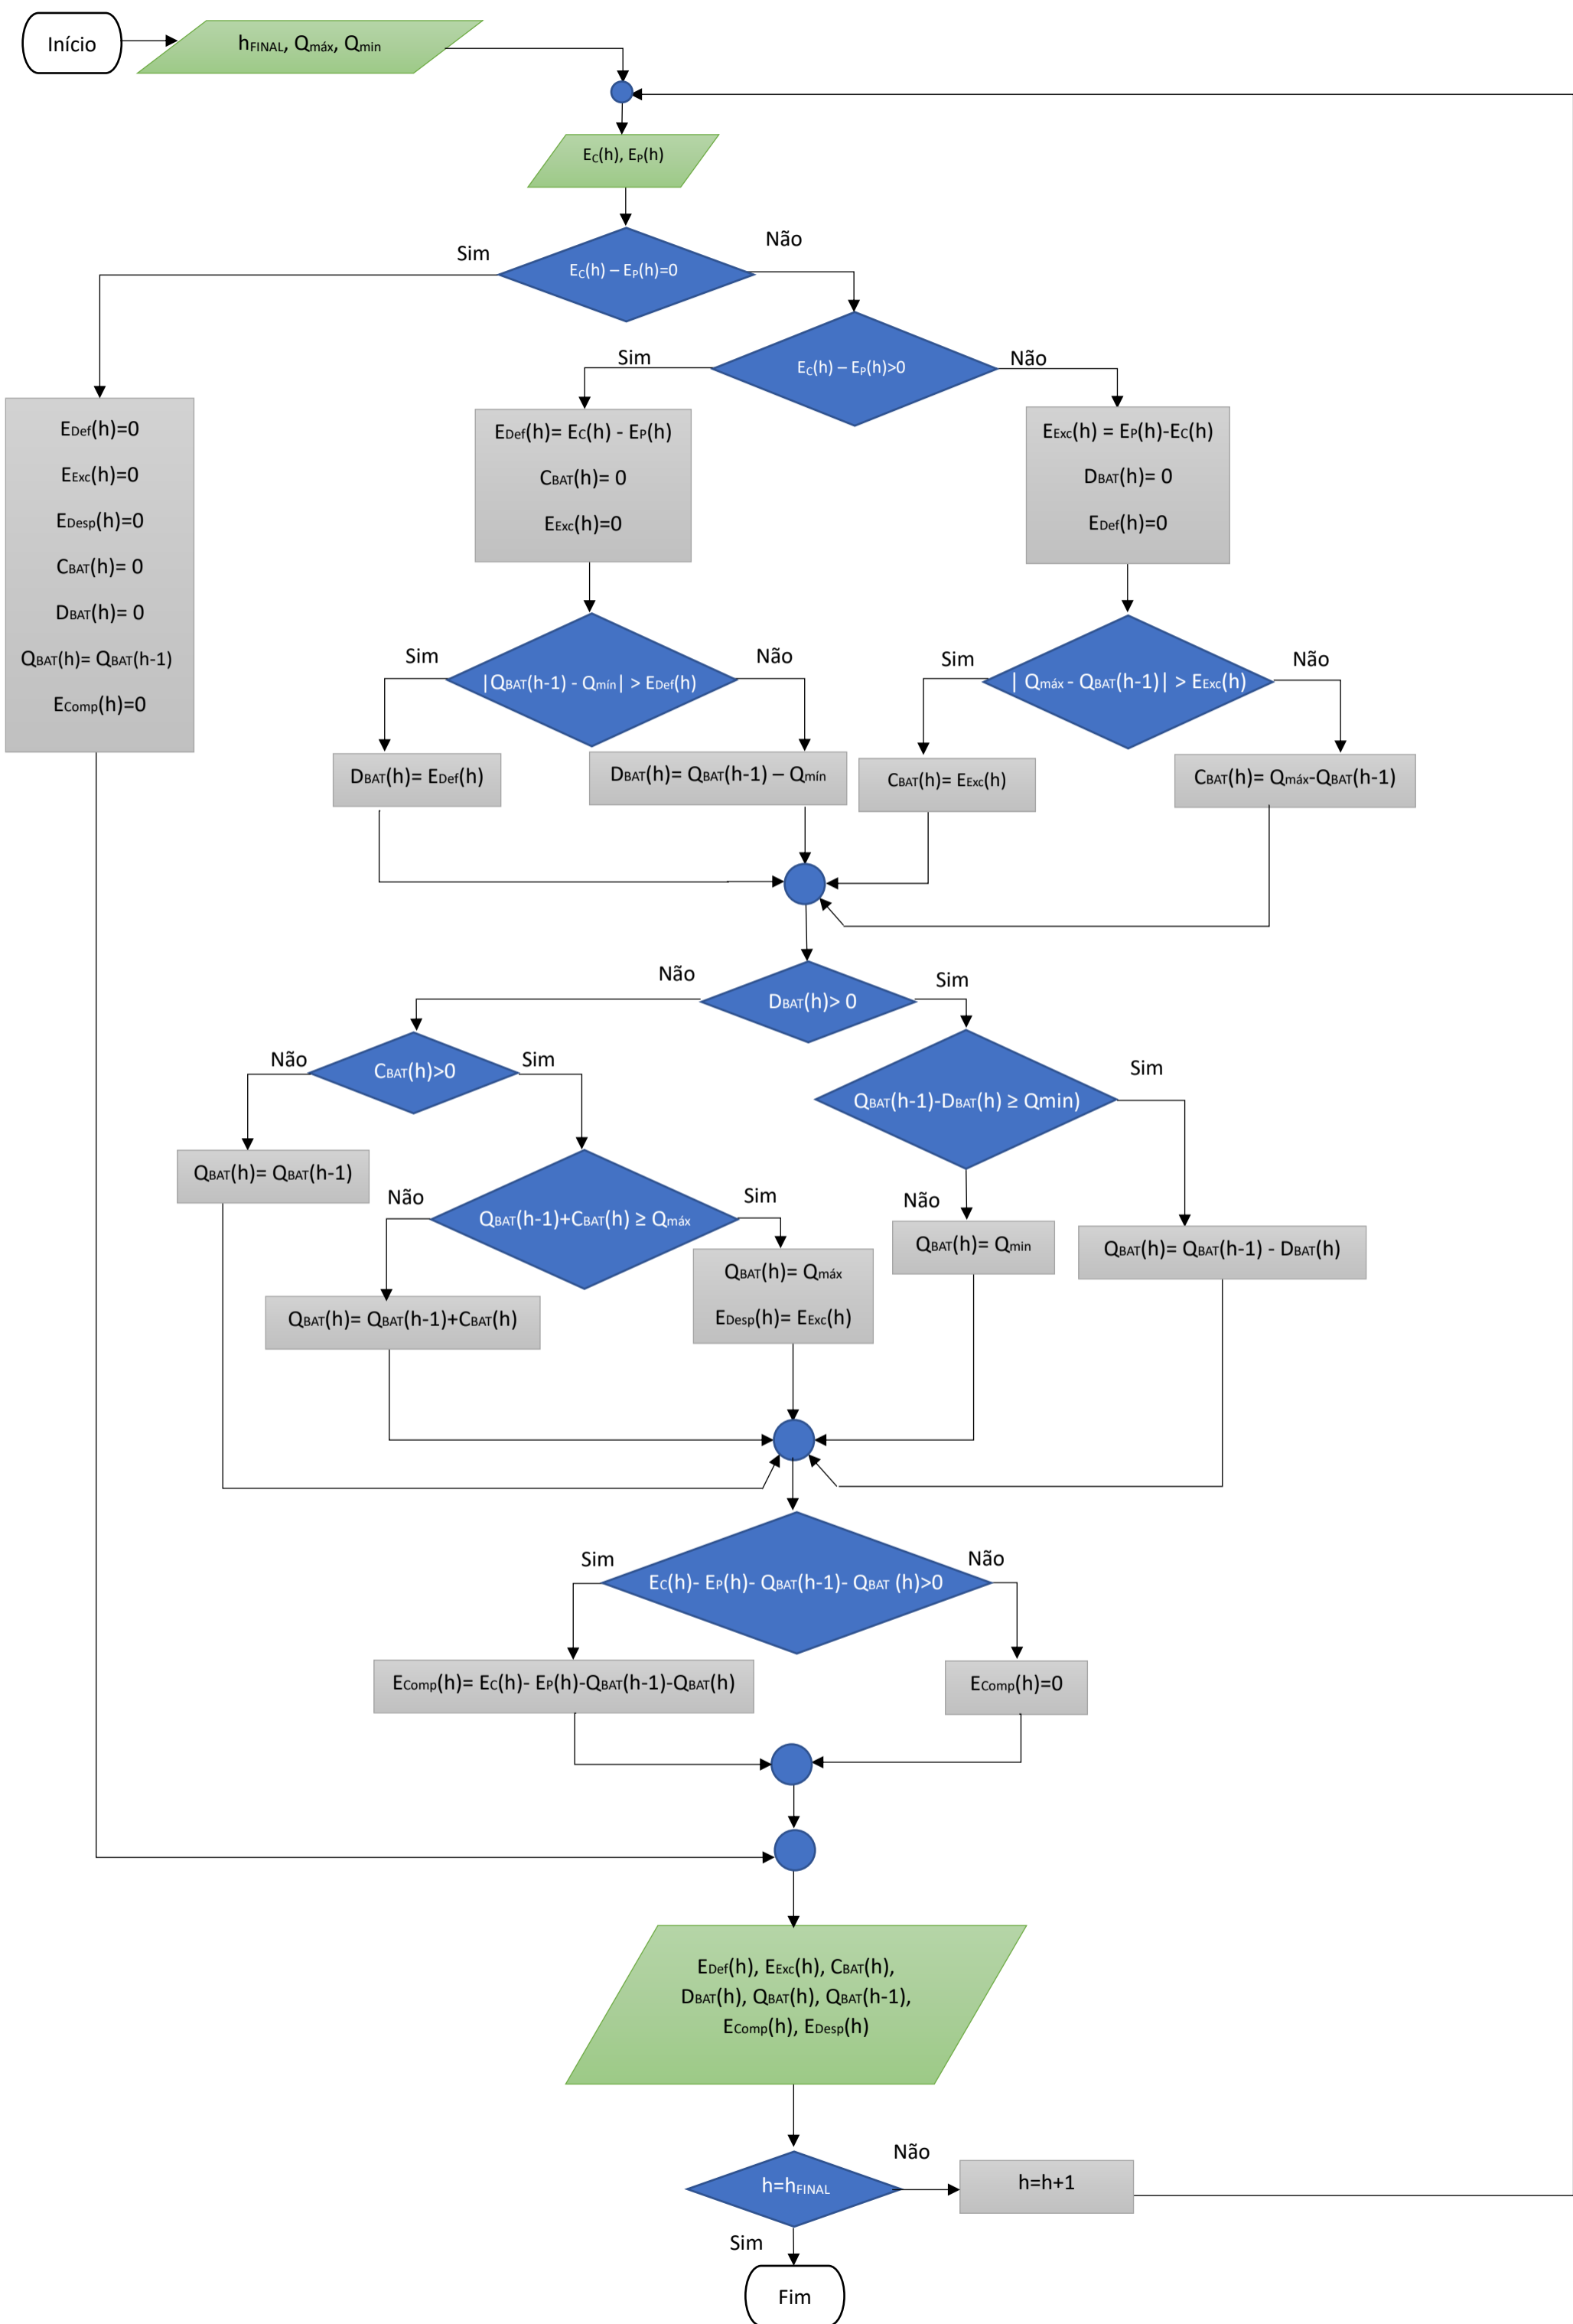 Início
hFINAL, Qmáx, Qmin
EC(h), EP(h)
Sim
Não
EC(h) – EP(h)=0
Sim
Não
EC(h) – EP(h)>0
EDef(h)=0
EExc(h)=0
EDesp(h)=0
CBAT(h)= 0
DBAT(h)= 0
QBAT(h)= QBAT(h-1)
EComp(h)=0
EDef(h)= EC(h) - EP(h)
CBAT(h)= 0
EExc(h)=0
EExc(h) = EP(h)-EC(h)
DBAT(h)= 0
EDef(h)=0
Sim
Não
|QBAT(h-1) - Qmín| > EDef(h)
Sim
Não
| Qmáx - QBAT(h-1)| > EExc(h)
DBAT(h)= EDef(h)
DBAT(h)= QBAT(h-1) – Qmín
CBAT(h)= EExc(h)
CBAT(h)= Qmáx-QBAT(h-1)
Não
Sim
DBAT(h)> 0
Não
Sim
CBAT(h)>0
Sim
QBAT(h-1)-DBAT(h) ≥ Qmin)
QBAT(h)= QBAT(h-1)
Não
Sim
QBAT(h-1)+CBAT(h) ≥ Qmáx
Não
QBAT(h)= Qmin
QBAT(h)= QBAT(h-1) - DBAT(h)
QBAT(h)= Qmáx
EDesp(h)= EExc(h)
QBAT(h)= QBAT(h-1)+CBAT(h)
Sim
Não
EC(h)- EP(h)- QBAT(h-1)- QBAT (h)>0
EComp(h)= EC(h)- EP(h)-QBAT(h-1)-QBAT(h)
EComp(h)=0
EDef(h), EExc(h), CBAT(h),
DBAT(h), QBAT(h), QBAT(h-1),
EComp(h), EDesp(h)
Não
h=hFINAL
h=h+1
Sim
Fim